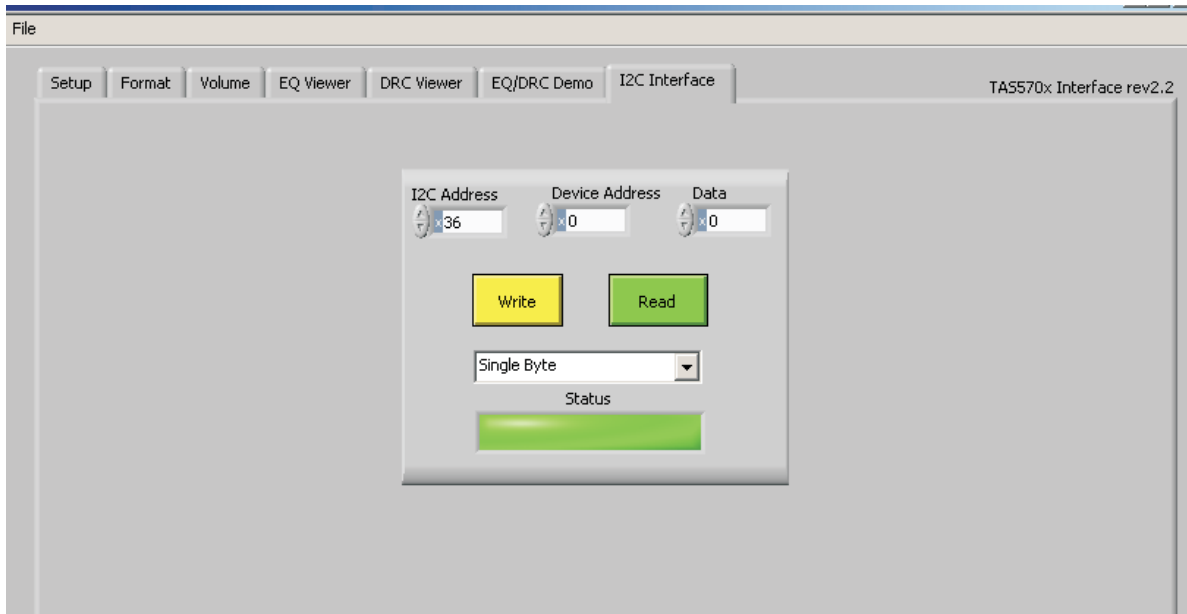 File
Setup Format Volume EQ Viewer DRC Viewer EQ/DRC Demo I2C Interface
TAS570x Interface rev2.2
I2C Address Device Address Data
x36 x0 x0
Write Read
Single Byte
Status